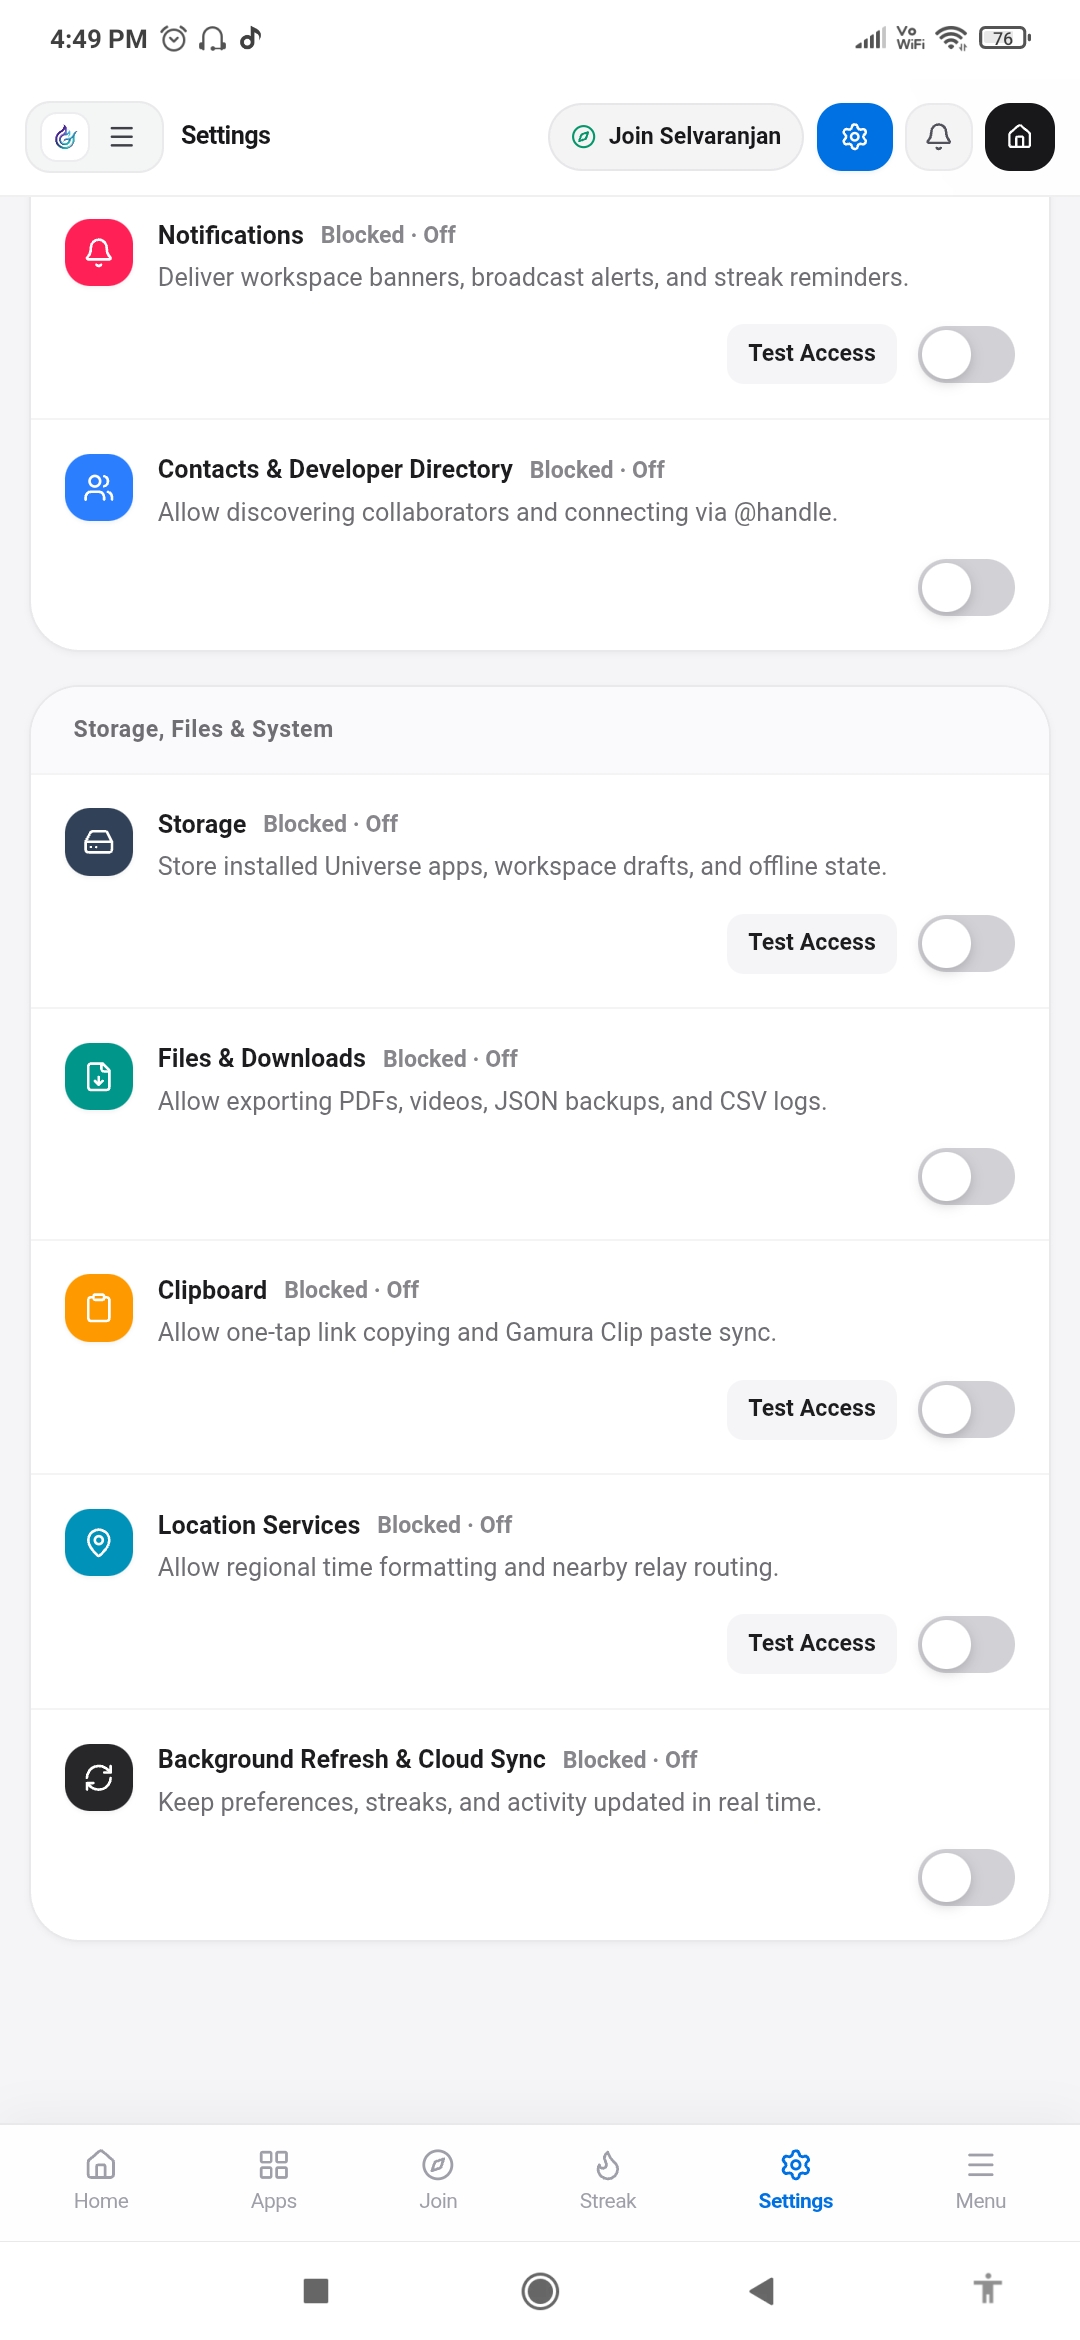 4:49 PM
Vo
WiFi
76
Settings
Join Selvaranjan
Notifications Blocked · Off
Deliver workspace banners, broadcast alerts, and streak reminders.
Test Access
Contacts & Developer Directory Blocked · Off
Allow discovering collaborators and connecting via @handle.
Storage, Files & System
Storage Blocked · Off
Store installed Universe apps, workspace drafts, and offline state.
Test Access
Files & Downloads Blocked · Off
Allow exporting PDFs, videos, JSON backups, and CSV logs.
Clipboard Blocked · Off
Allow one-tap link copying and Gamura Clip paste sync.
Test Access
Location Services Blocked · Off
Allow regional time formatting and nearby relay routing.
Test Access
Background Refresh & Cloud Sync Blocked · Off
Keep preferences, streaks, and activity updated in real time.
Home
Apps
Join
Streak
Settings
Menu